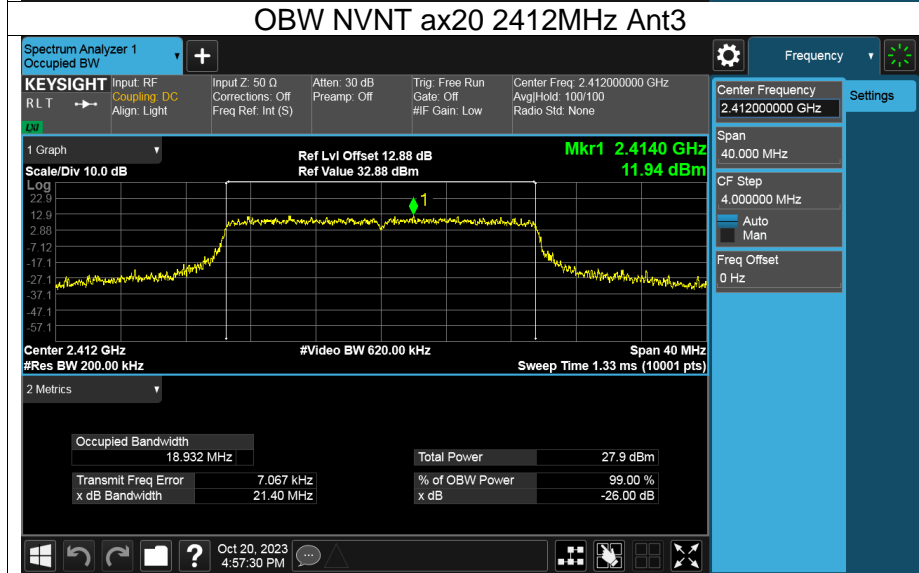 OBW NVNT ax20 2412MHz Ant3
Spectrum Analyzer 1
Occupied BW
+
Frequency
KEYSIGHT
RLT
LXI
Input: RF
Coupling: DC
Align: Light
Input Z: 50 Ω
Corrections: Off
Freq Ref: Int (S)
Atten: 30 dB
Preamp: Off
Trig: Free Run
Gate: Off
#IF Gain: Low
Center Freq: 2.412000000 GHz
Avg|Hold: 100/100
Radio Std: None
Center Frequency
2.412000000 GHz
Settings
Span
40.000 MHz
CF Step
4.000000 MHz
Auto
Man
Freq Offset
0 Hz
1 Graph
Ref Lvl Offset 12.88 dB
Mkr1 2.4140 GHz
Scale/Div 10.0 dB
Ref Value 32.88 dBm
11.94 dBm
Log
22.9
12.9
2.88
-7.12
-17.1
-27.1
-37.1
-47.1
-57.1
1
Center 2.412 GHz
#Video BW 620.00 kHz
Span 40 MHz
#Res BW 200.00 kHz
Sweep Time 1.33 ms (10001 pts)
2 Metrics
Occupied Bandwidth
18.932 MHz
Total Power 27.9 dBm
Transmit Freq Error 7.067 kHz
% of OBW Power 99.00 %
x dB Bandwidth 21.40 MHz
x dB -26.00 dB
?
Oct 20, 2023
4:57:30 PM